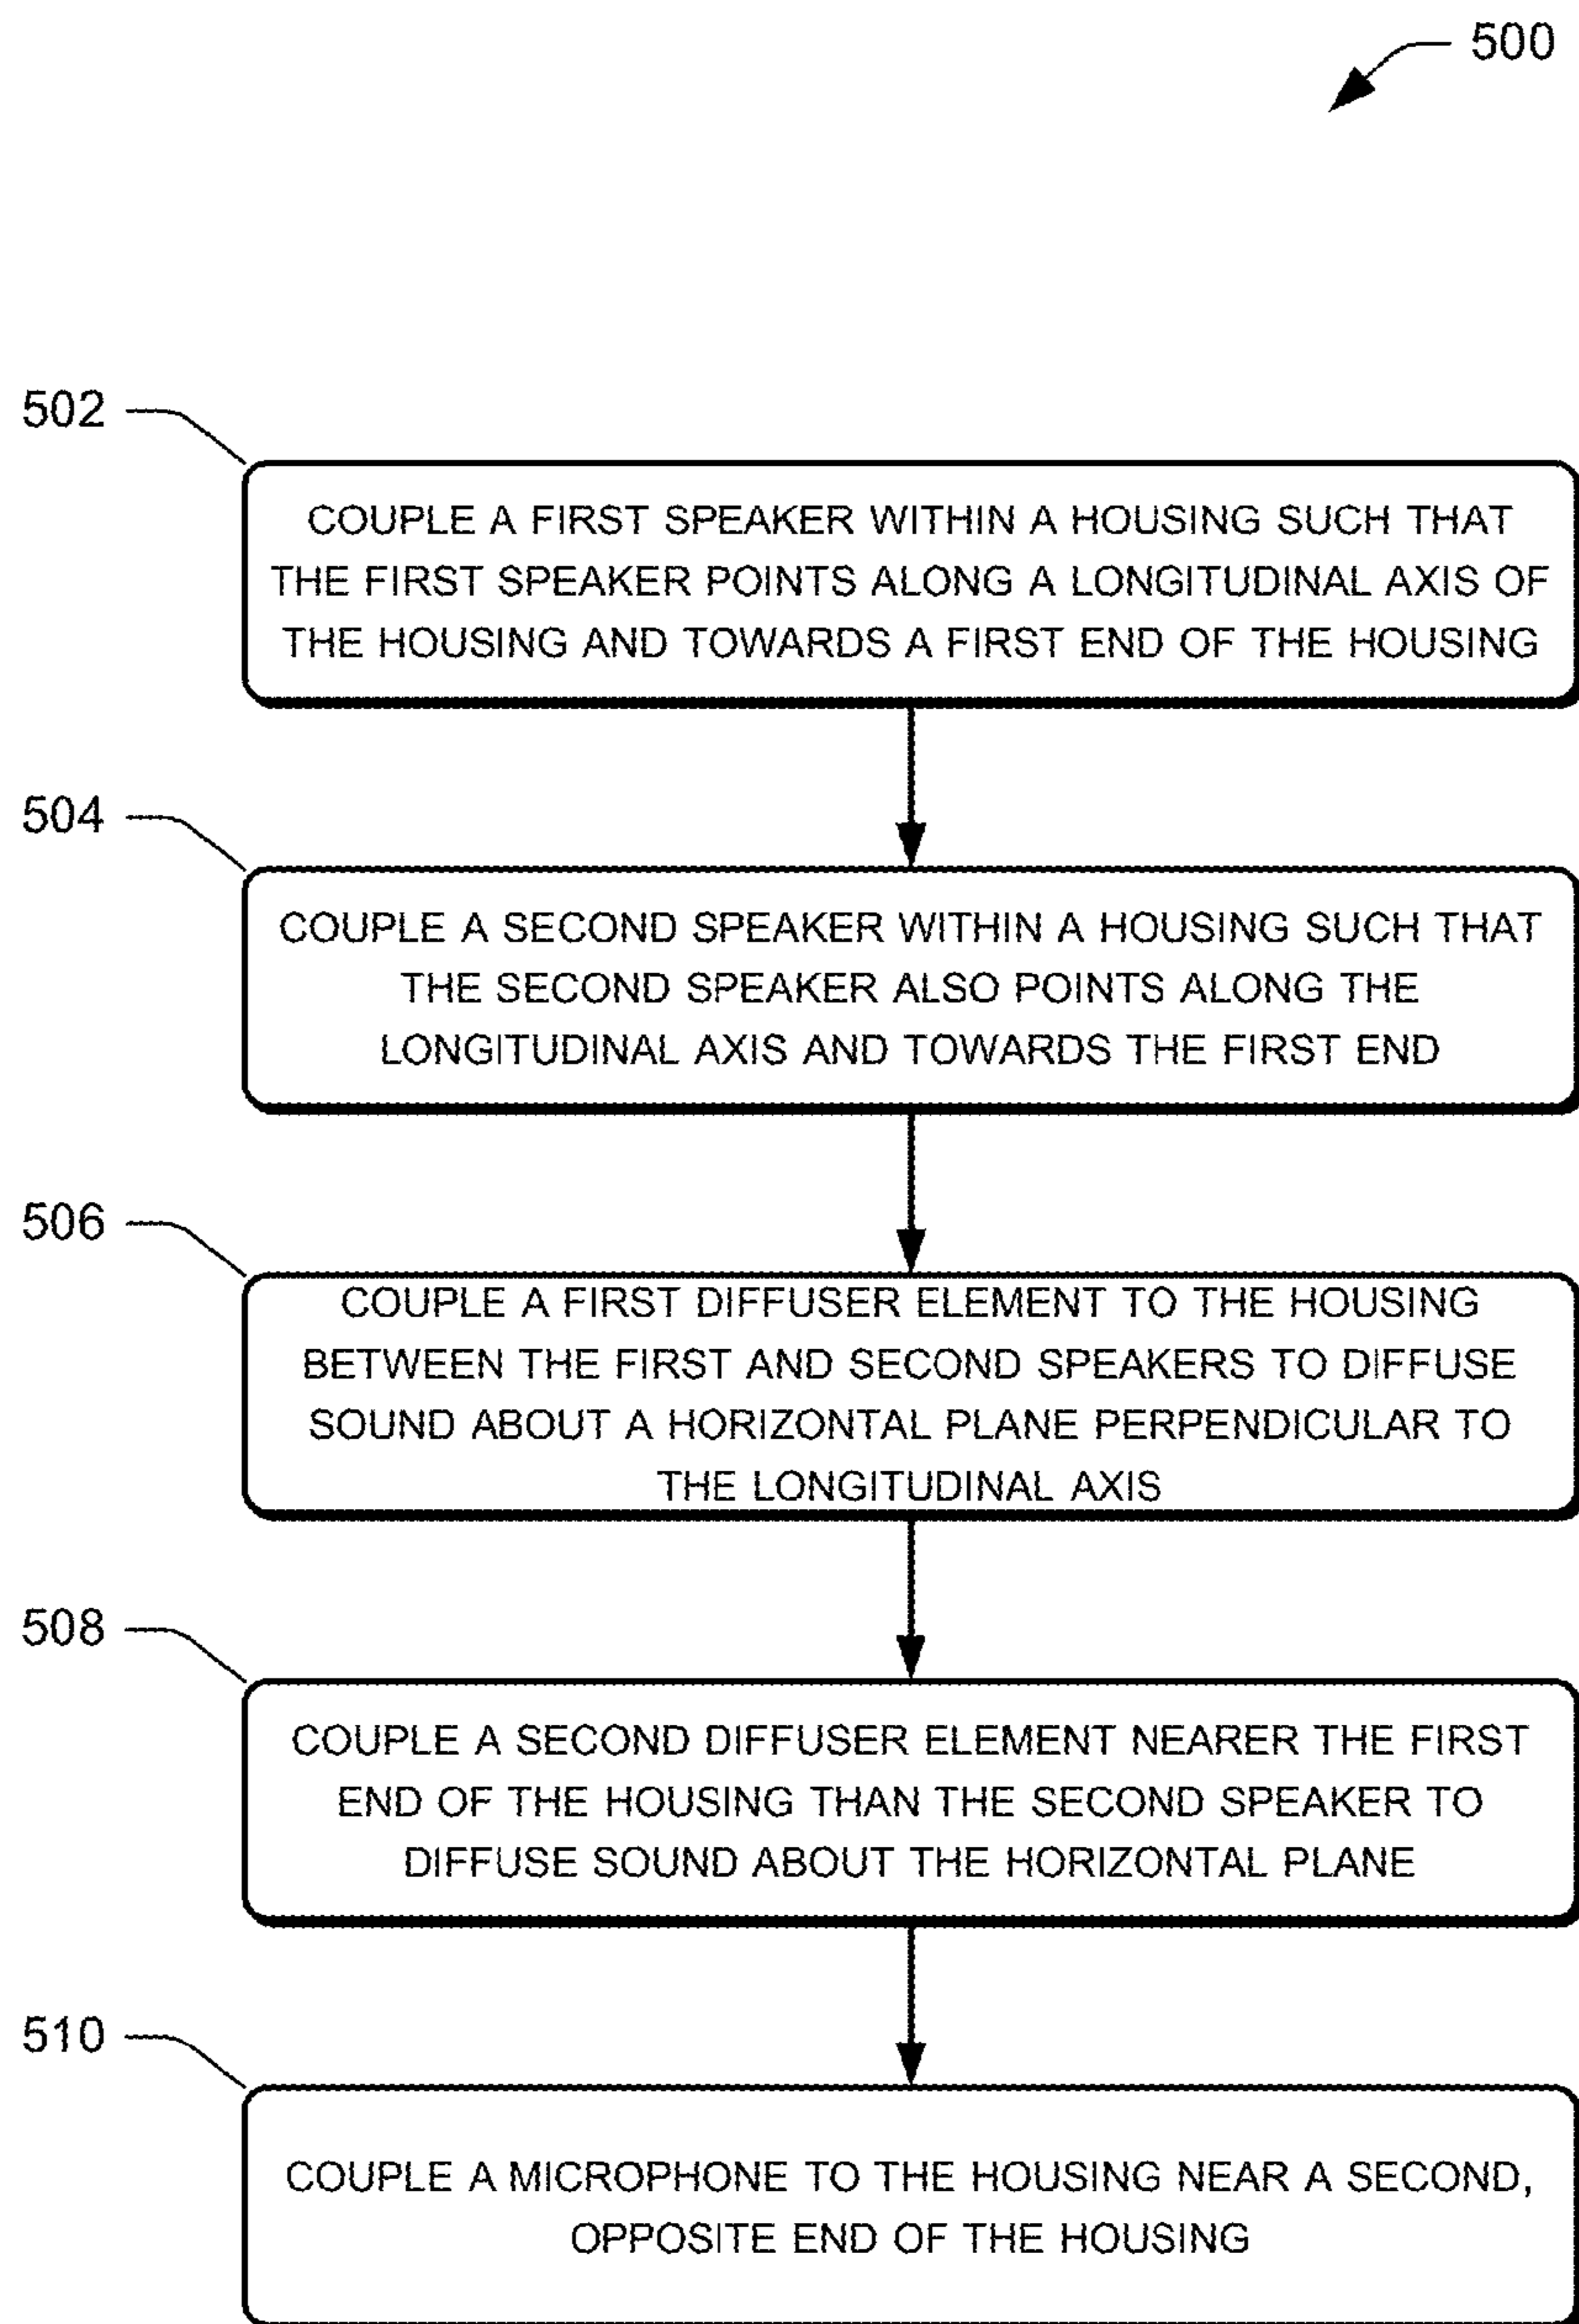 500
502
COUPLE A FIRST SPEAKER WITHIN A HOUSING SUCH THAT
THE FIRST SPEAKER POINTS ALONG A LONGITUDINAL AXIS OF
THE HOUSING AND TOWARDS A FIRST END OF THE HOUSING
504
COUPLE A SECOND SPEAKER WITHIN A HOUSING SUCH THAT
THE SECOND SPEAKER ALSO POINTS ALONG THE
LONGITUDINAL AXIS AND TOWARDS THE FIRST END
506
COUPLE A FIRST DIFFUSER ELEMENT TO THE HOUSING
BETWEEN THE FIRST AND SECOND SPEAKERS TO DIFFUSE
SOUND ABOUT A HORIZONTAL PLANE PERPENDICULAR TO
THE LONGITUDINAL AXIS
508
COUPLE A SECOND DIFFUSER ELEMENT NEARER THE FIRST
END OF THE HOUSING THAN THE SECOND SPEAKER TO
DIFFUSE SOUND ABOUT THE HORIZONTAL PLANE
510
COUPLE A MICROPHONE TO THE HOUSING NEAR A SECOND,
OPPOSITE END OF THE HOUSING